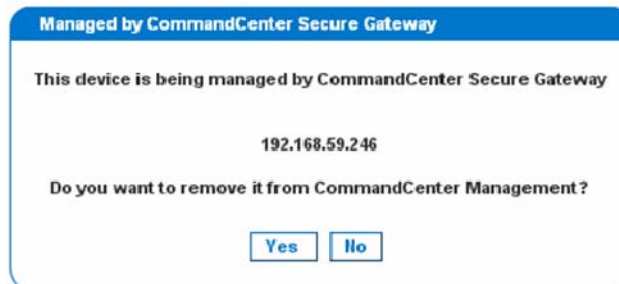 Managed by CommandCenter Secure Gateway
This device is being managed by CommandCenter Secure Gateway
192.168.59.246
Do you want to remove it from CommandCenter Management?
Yes No